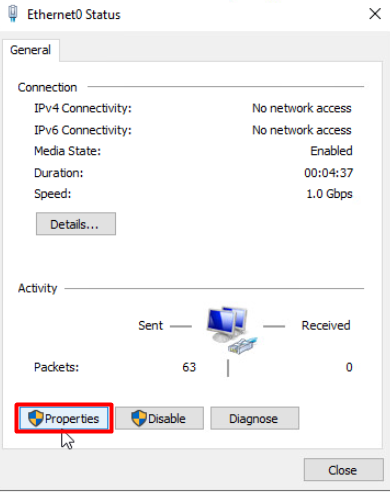 Ethernet0 Status
General
Connection
IPv4 Connectivity: No network access
IPv6 Connectivity: No network access
Media State: Enabled
Duration: 00:04:37
Speed: 1.0 Gbps
Details...
Activity
Sent Received
Packets: 63 0
Properties Disable Diagnose
Close